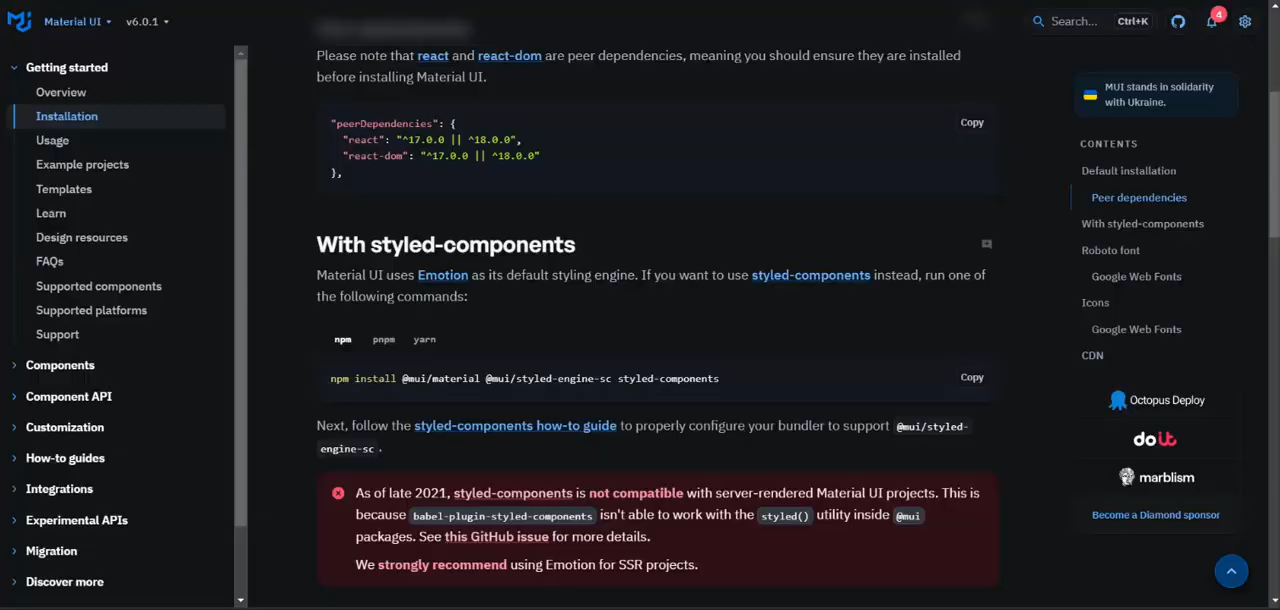 Material UI
v6.0.1
Search...
Ctrl+K
4
Getting started
Overview
Installation
Usage
Example projects
Templates
Learn
Design resources
FAQs
Supported components
Supported platforms
Support
Components
Component API
Customization
How-to guides
Integrations
Experimental APIs
Migration
Discover more
Please note that react and react-dom are peer dependencies, meaning you should ensure they are installed
before installing Material UI.
"peerDependencies": {
"react": "^17.0.0 || ^18.0.0",
"react-dom": "^17.0.0 || ^18.0.0"
},
Copy
With styled-components
Material UI uses Emotion as its default styling engine. If you want to use styled-components instead, run one of
the following commands:
npm pnpm yarn
npm install @mui/material @mui/styled-engine-sc styled-components
Copy
Next, follow the styled-components how-to guide to properly configure your bundler to support @mui/styled-
engine-sc .
As of late 2021, styled-components is not compatible with server-rendered Material UI projects. This is
because babel-plugin-styled-components isn't able to work with the styled() utility inside @mui
packages. See this GitHub issue for more details.
We strongly recommend using Emotion for SSR projects.
MUI stands in solidarity
with Ukraine.
CONTENTS
Default installation
Peer dependencies
With styled-components
Roboto font
Google Web Fonts
Icons
Google Web Fonts
CDN
Octopus Deploy
doit
marblism
Become a Diamond sponsor